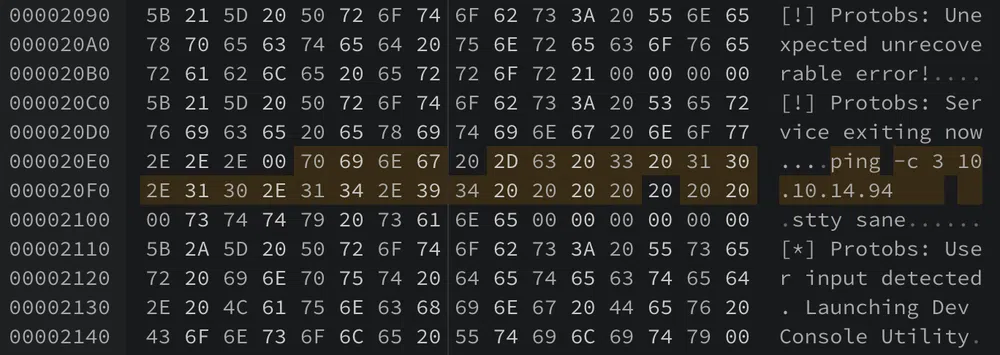 00002090 5B 21 5D 20 50 72 6F 74 6F 62 73 3A 20 55 6E 65 [!] Protobs: Une
000020A0 78 70 65 63 74 65 64 20 75 6E 72 65 63 6F 76 65 xpected unrecove
000020B0 72 61 62 6C 65 20 65 72 72 6F 72 21 00 00 00 00 rable error!....
000020C0 5B 21 5D 20 50 72 6F 74 6F 62 73 3A 20 53 65 72 [!] Protobs: Ser
000020D0 76 69 63 65 20 65 78 69 74 69 6E 67 20 6E 6F 77 vice exiting now
000020E0 2E 2E 2E 00 70 69 6E 67 20 2D 63 20 33 20 31 30 ....ping -c 3 10
000020F0 2E 31 30 2E 31 34 2E 39 34 20 20 20 20 20 20 20 .10.14.94
00002100 00 73 74 74 79 20 73 61 6E 65 00 00 00 00 00 00 .stty sane......
00002110 5B 2A 5D 20 50 72 6F 74 6F 62 73 3A 20 55 73 65 [*] Protobs: Use
00002120 72 20 69 6E 70 75 74 20 64 65 74 65 63 74 65 64 r input detected
00002130 2E 20 4C 61 75 6E 63 68 69 6E 67 20 44 65 76 20 . Launching Dev
00002140 43 6F 6E 73 6F 6C 65 20 55 74 69 6C 69 74 79 00 Console Utility.